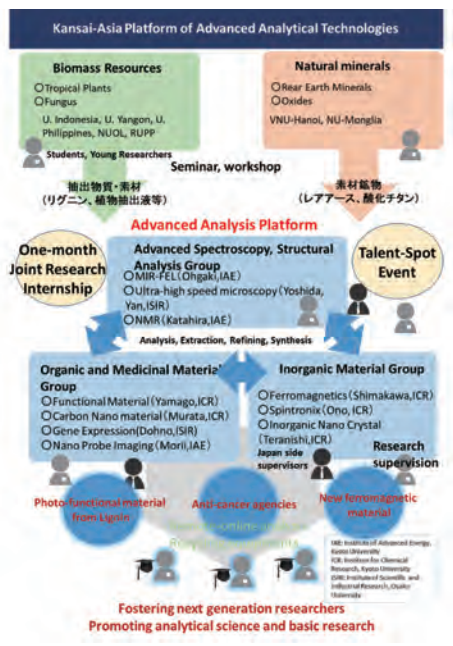 Kansai-Asia Platform of Advanced Analytical Technologies
Biomass Resources
○Tropical Plants
○Fungus
U. Indonesia, U. Yangon, U.
Philippines, NUOL, RUPP
Natural minerals
○Rear Earth Minerals
○Oxides
VNU-Hanoi, NU-Monglia
Students, Young Researchers
Seminar, workshop
抽出物質・素材
(リグニン、植物抽出液等)
素材鉱物
(レアアース、酸化チタン)
Advanced Analysis Platform
One-month
Joint Research
Internship
Advanced Spectroscopy, Structural
Analysis Group
○MIR-FEL(Ohgaki,IAE)
○Ultra-high speed microscopy(Yoshida,
Yan,ISIR)
○NMR(Katahira,IAE)
Talent-Spot
Event
Analysis, Extraction, Refining, Synthesis
Organic and Medicinal Material
Group
○Functional Material(Yamago,ICR)
○Carbon Nano material(Murata,ICR)
○Gene Expression(Dohno,ISIR)
○Nano Probe Imaging(Morii,IAE)
Inorganic Material Group
○Ferromagnetics(Shimakawa,ICR)
○Spintronix(Ono,ICR)
○Inorganic Nano Crystal
(Teranishi,ICR)
Japan side
supervisors
Research
supervision
Photo-functional material
from Lignin
Anti-cancer agencies
New ferromagnetic
material
IAE: Institute of Advanced Energy,
Kyoto University
ICR: Institute for Chemical
Research, Kyoto University
ISIR: Institute of Scientific and
Industrial Research, Osaka
University
Fostering next generation researchers
Promoting analytical science and basic research